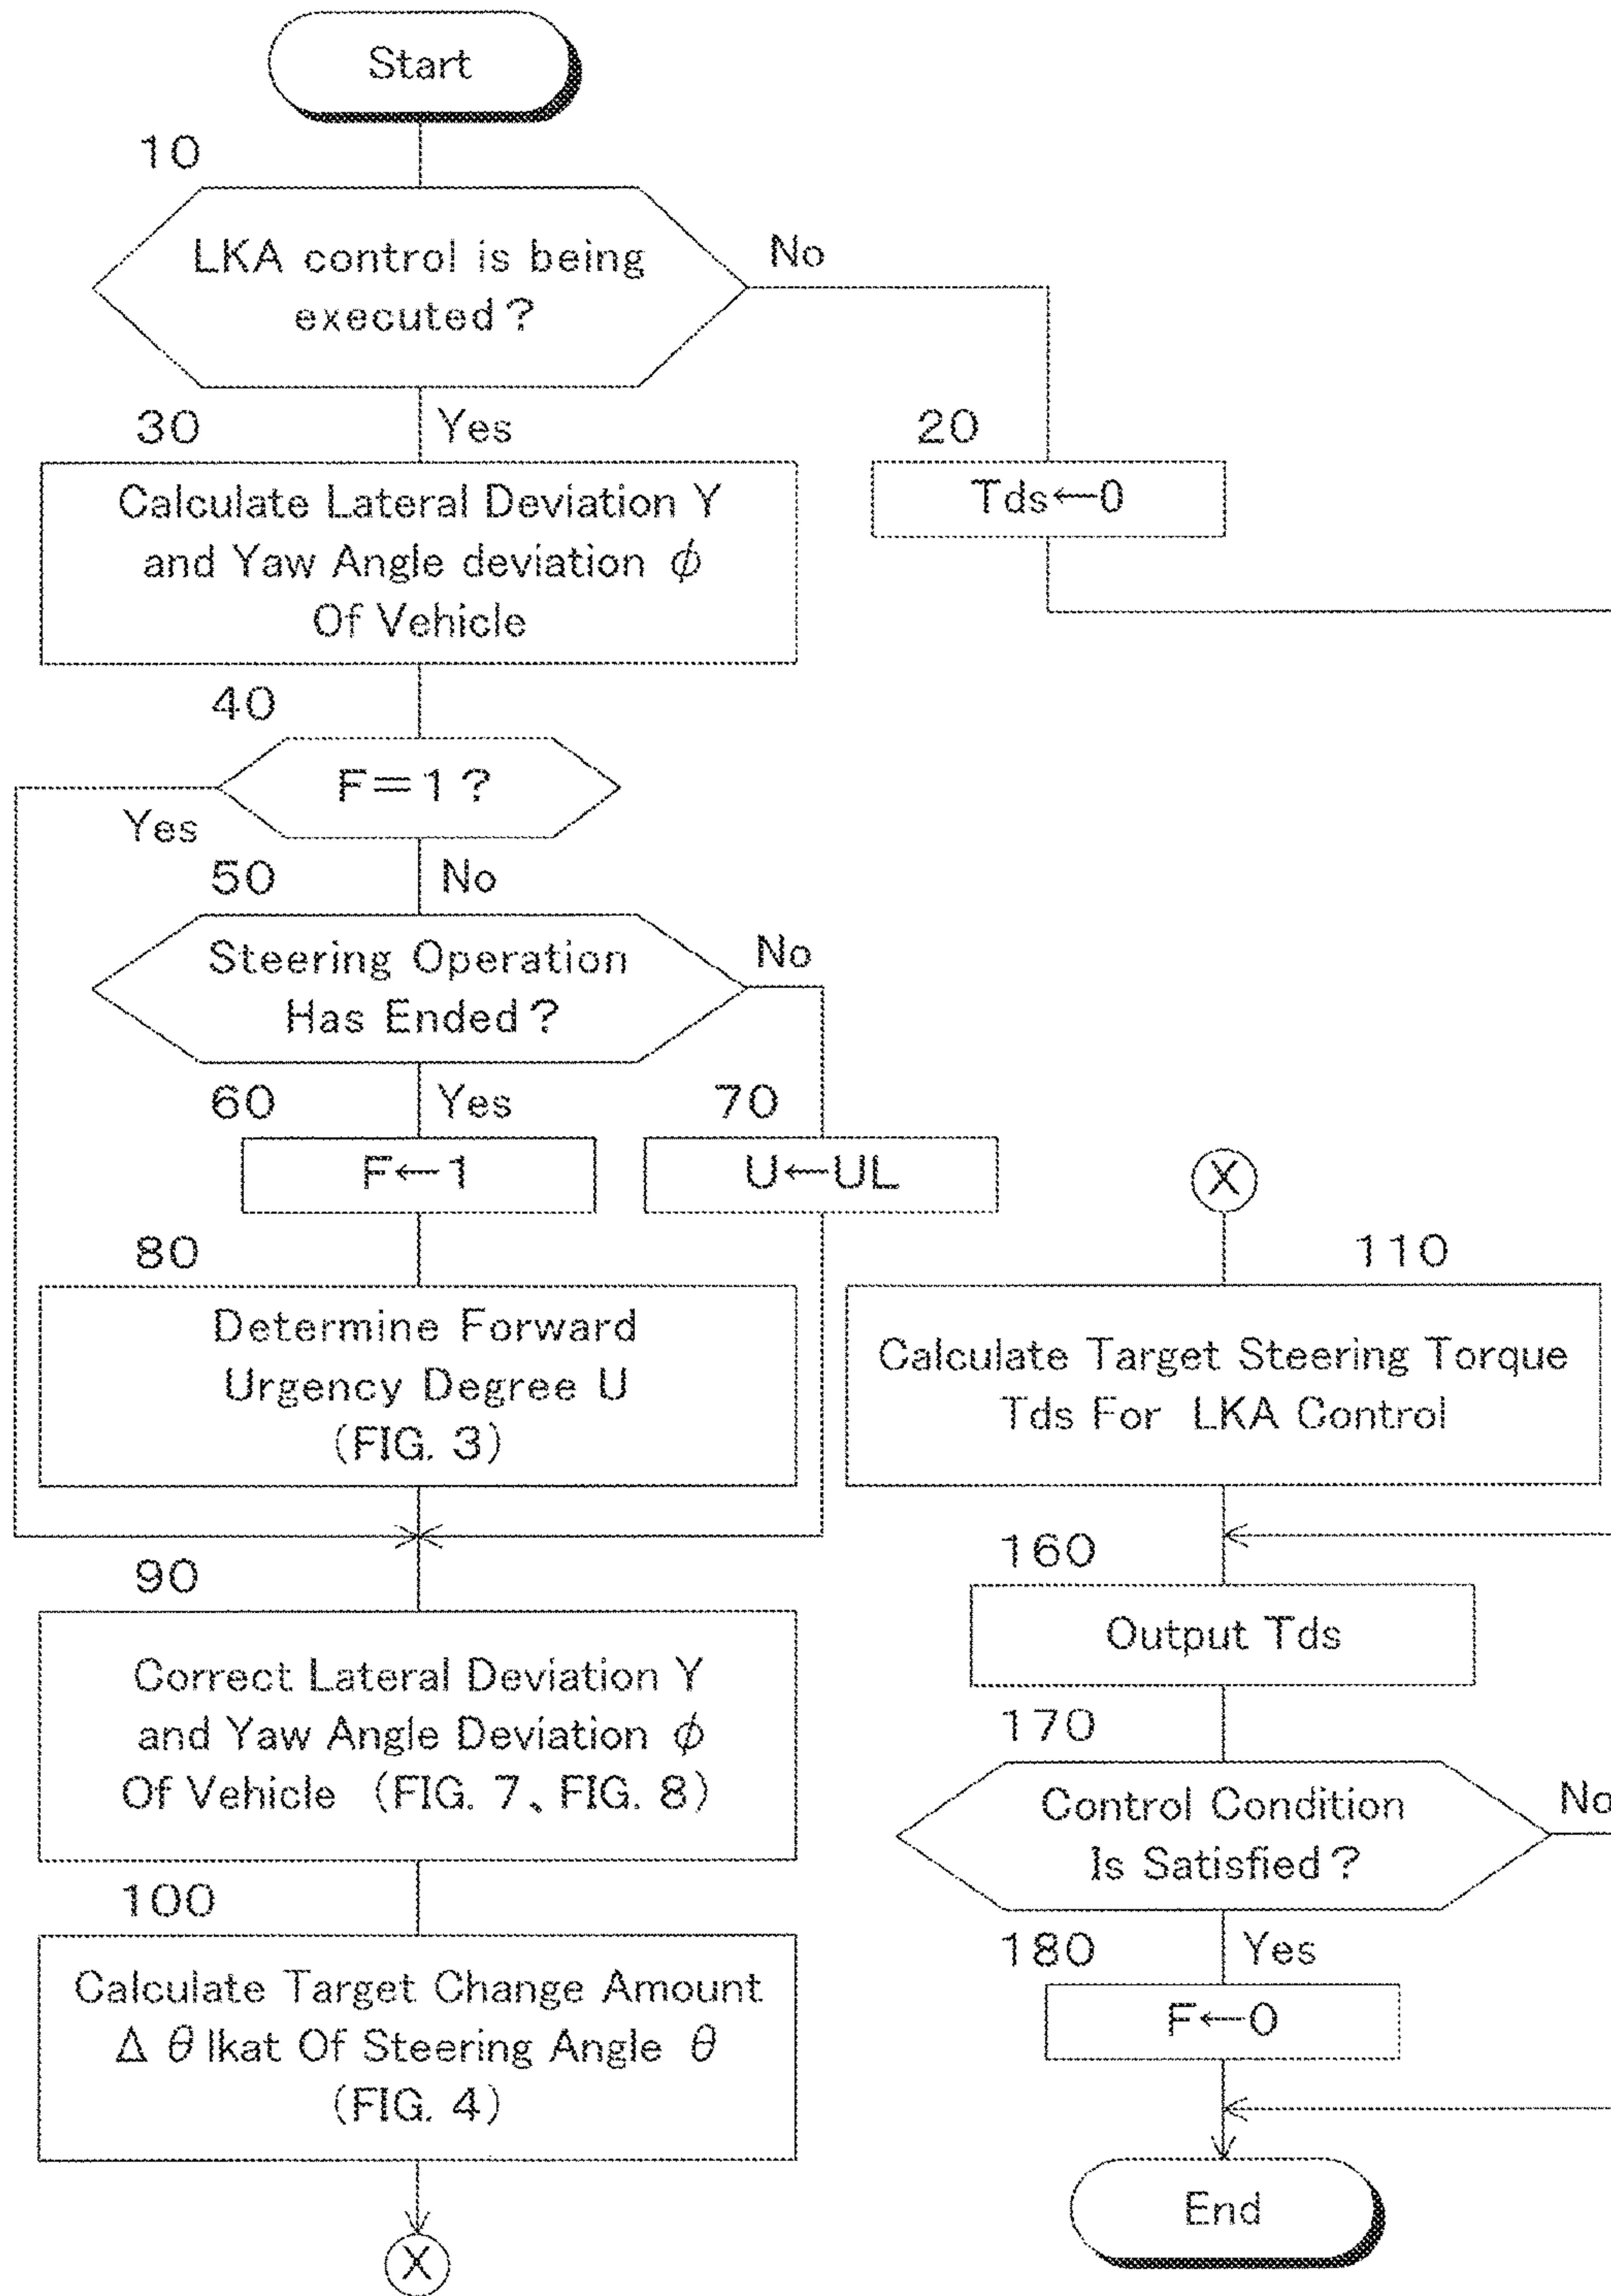 Start
10
LKA control is being
executed?
No
30
Yes
20
Calculate Lateral Deviation Y
and Yaw Angle deviation φ
Of Vehicle
Tds←0
40
F=1?
Yes
No
50
Steering Operation
Has Ended?
No
60
Yes
70
F←1
U←UL
80
Determine Forward
Urgency Degree U
(FIG. 3)
90
Correct Lateral Deviation Y
and Yaw Angle Deviation φ
Of Vehicle (FIG. 7、FIG. 8)
100
Calculate Target Change Amount
Δ θ lkat Of Steering Angle θ
(FIG. 4)
X
X
110
Calculate Target Steering Torque
Tds For LKA Control
160
Output Tds
170
Control Condition
Is Satisfied?
No
180
Yes
F←0
End